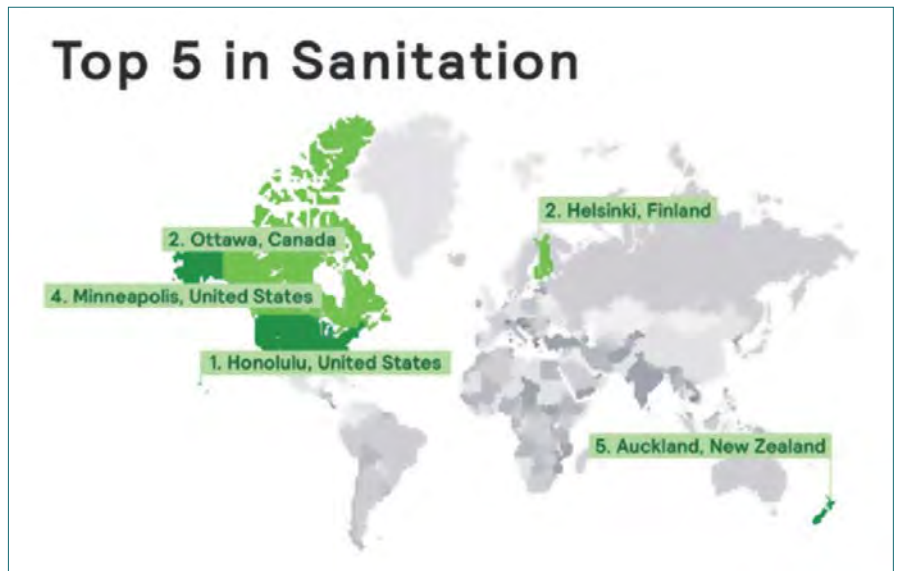 Top 5 in Sanitation
2. Helsinki, Finland
2. Ottawa, Canada
4. Minneapolis, United States
1. Honolulu, United States
5. Auckland, New Zealand